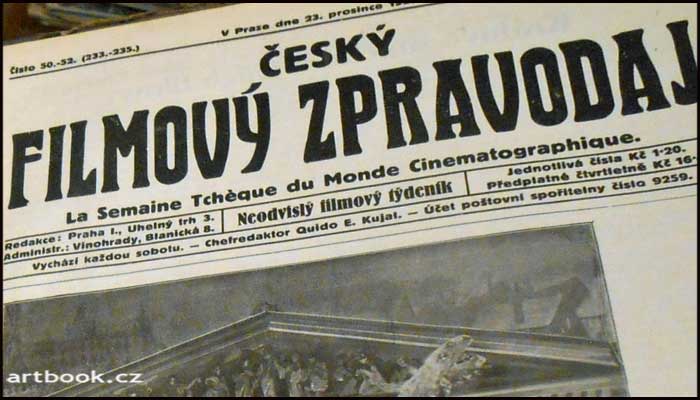 Číslo 50.-52. (233.-235.)
V Praze dne 23. prosince
ČESKÝ
FILMOVÝ ZPRAVODAJ
La Semaine Tchèque du Monde Cinematographique.
Redakce: Praha I., Uhelný trh 3.
Administr.: Vinohrady, Blanická 8.
Neodvislý filmový týdeník
Jednotlivá čísla Kč 1·20.
Předplatné čtvrtletně Kč 16·
Vychází každou sobotu. — Chefredaktor Quido E. Kujal. — Účet poštovní spořitelny číslo 9259.
artbook.cz